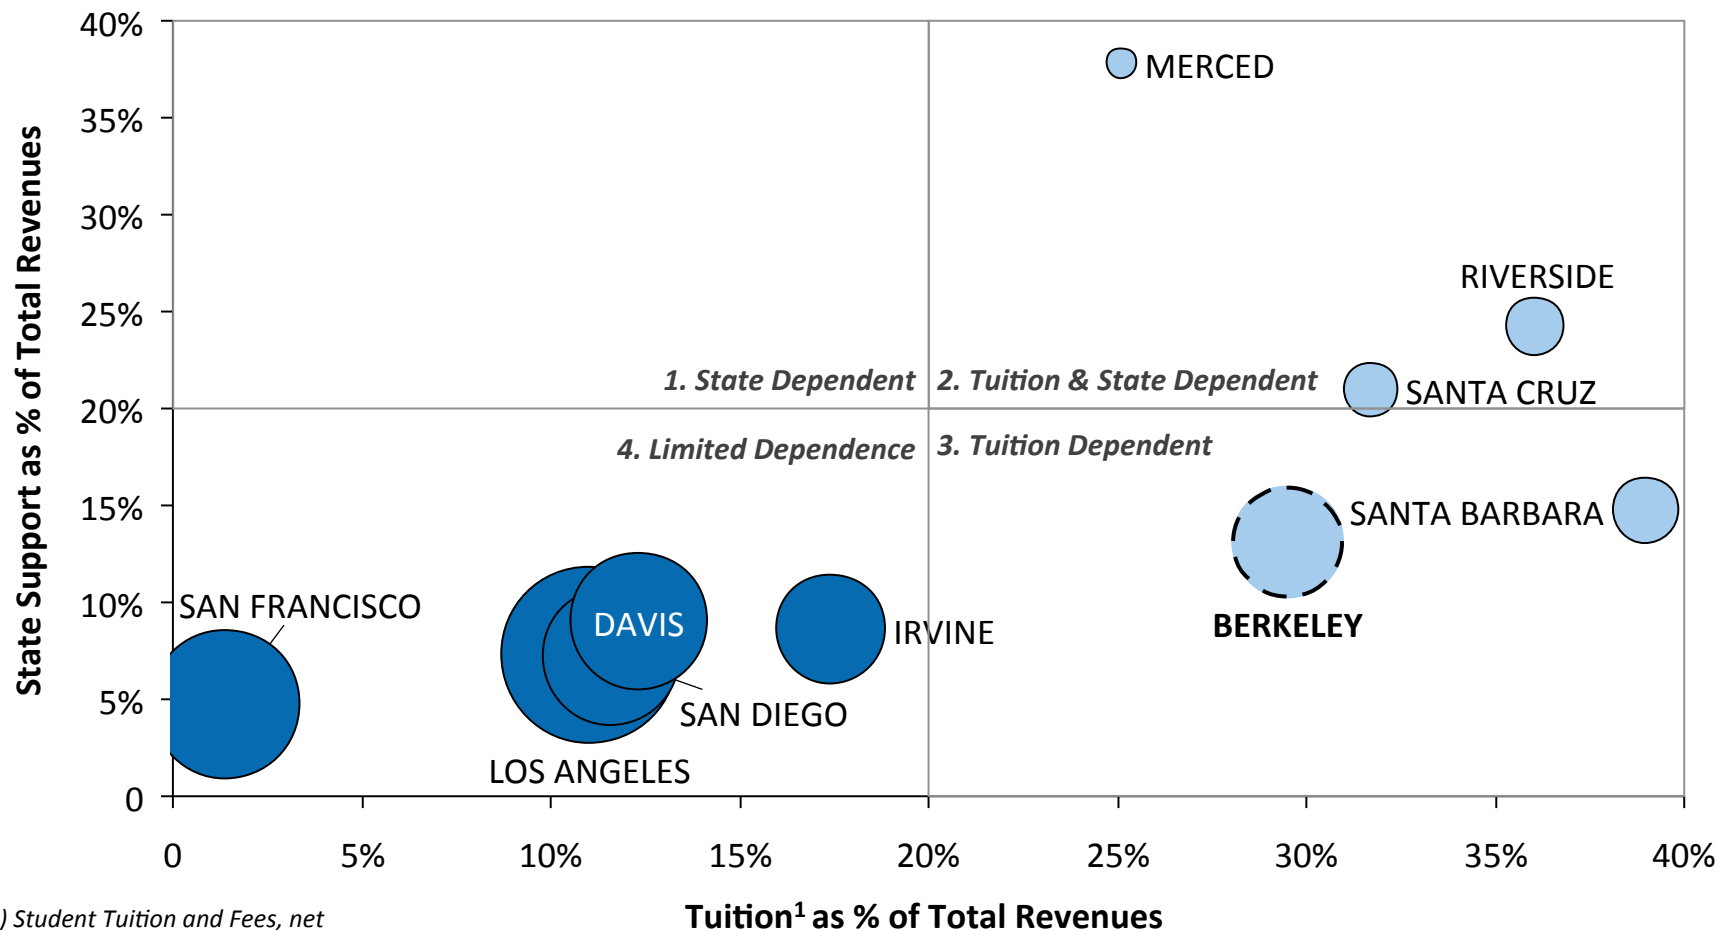 40%
MERCED
35%
30%
RIVERSIDE
25%
1. State Dependent
2. Tuition & State Dependent
SANTA CRUZ
20%
4. Limited Dependence
3. Tuition Dependent
15%
SANTA BARBARA
10%
SAN FRANCISCO
DAVIS
IRVINE
BERKELEY
5%
SAN DIEGO
LOS ANGELES
0
State Support as % of Total Revenues
0
5%
10%
15%
20%
25%
30%
35%
40%
) Student Tuition and Fees, net
Tuition¹ as % of Total Revenues